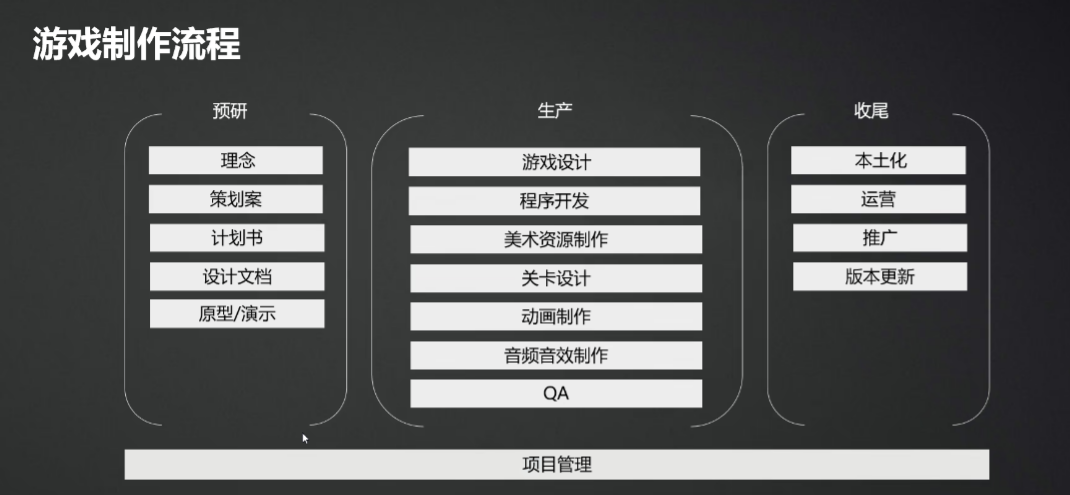 游戏制作流程
预研
理念
策划案
计划书
设计文档
原型/演示
生产
游戏设计
程序开发
美术资源制作
关卡设计
动画制作
音频音效制作
QA
收尾
本土化
运营
推广
版本更新
项目管理